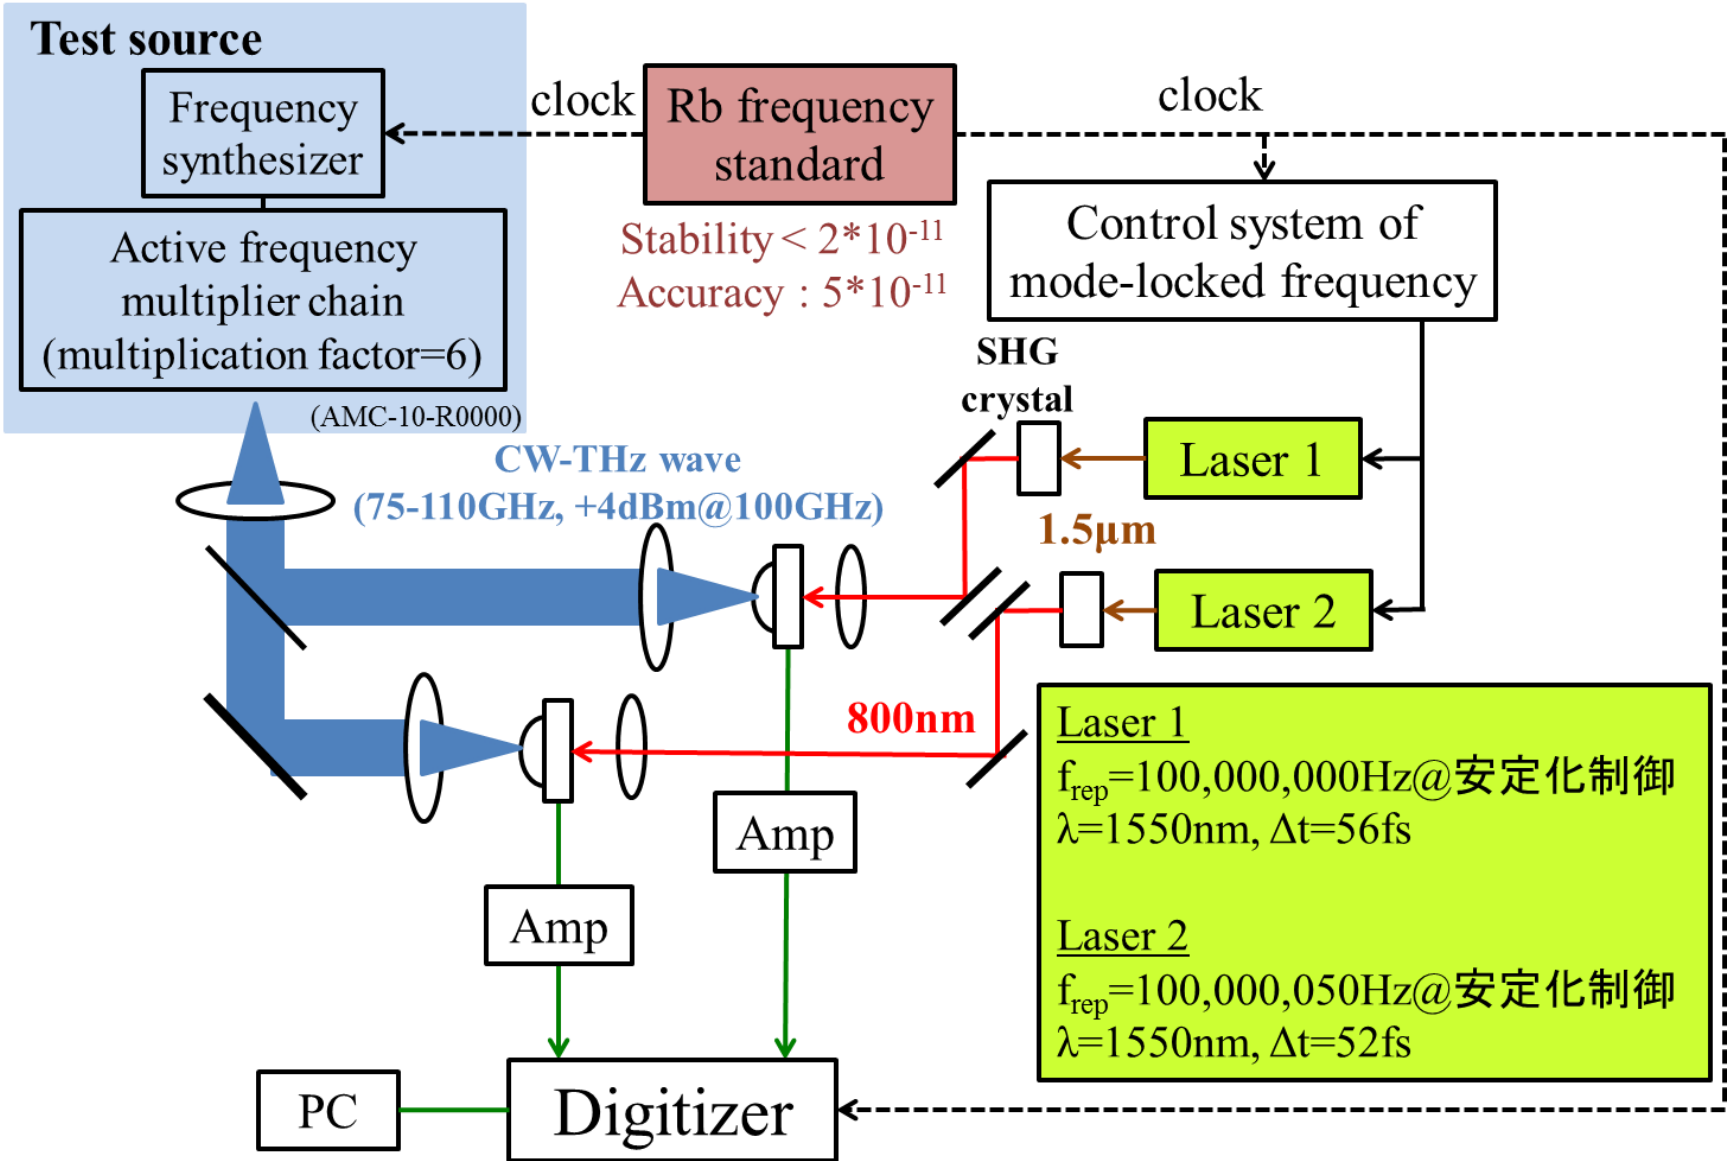 Test source
Frequency
synthesizer
Active frequency
multiplier chain
(multiplication factor=6)
(AMC-10-R0000)
clock
Rb frequency
standard
Stability < 2*10-11
Accuracy : 5*10-11
clock
Control system of
mode-locked frequency
SHG
crystal
Laser 1
1.5μm
Laser 2
CW-THz wave
(75-110GHz, +4dBm@100GHz)
800nm
Amp
Amp
Digitizer
PC
Laser 1
frep=100,000,000Hz@安定化制御
λ=1550nm, Δt=56fs
Laser 2
frep=100,000,050Hz@安定化制御
λ=1550nm, Δt=52fs